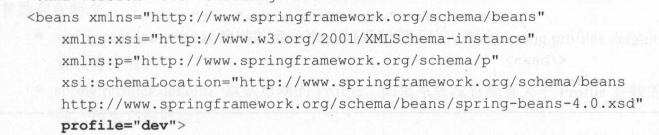 <beans xmlns="http://www.springframework.org/schema/beans"
xmlns:xsi="http://www.w3.org/2001/XMLSchema-instance"
xmlns:p="http://www.springframework.org/schema/p"
xsi:schemaLocation="http://www.springframework.org/schema/beans
http://www.springframework.org/schema/beans/spring-beans-4.0.xsd"
profile="dev">